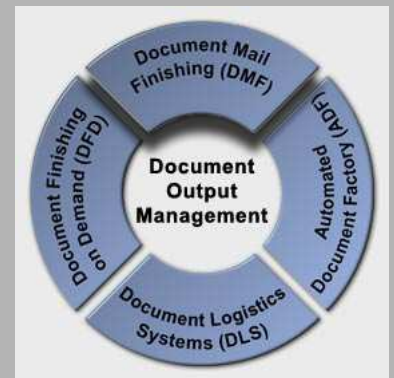 Document Mail
Finishing (DMF)
Automated
Document Factory (ADF)
Document Logistics
Systems (DLS)
Document Finishing
on Demand (DFD)
Document
Output
Management